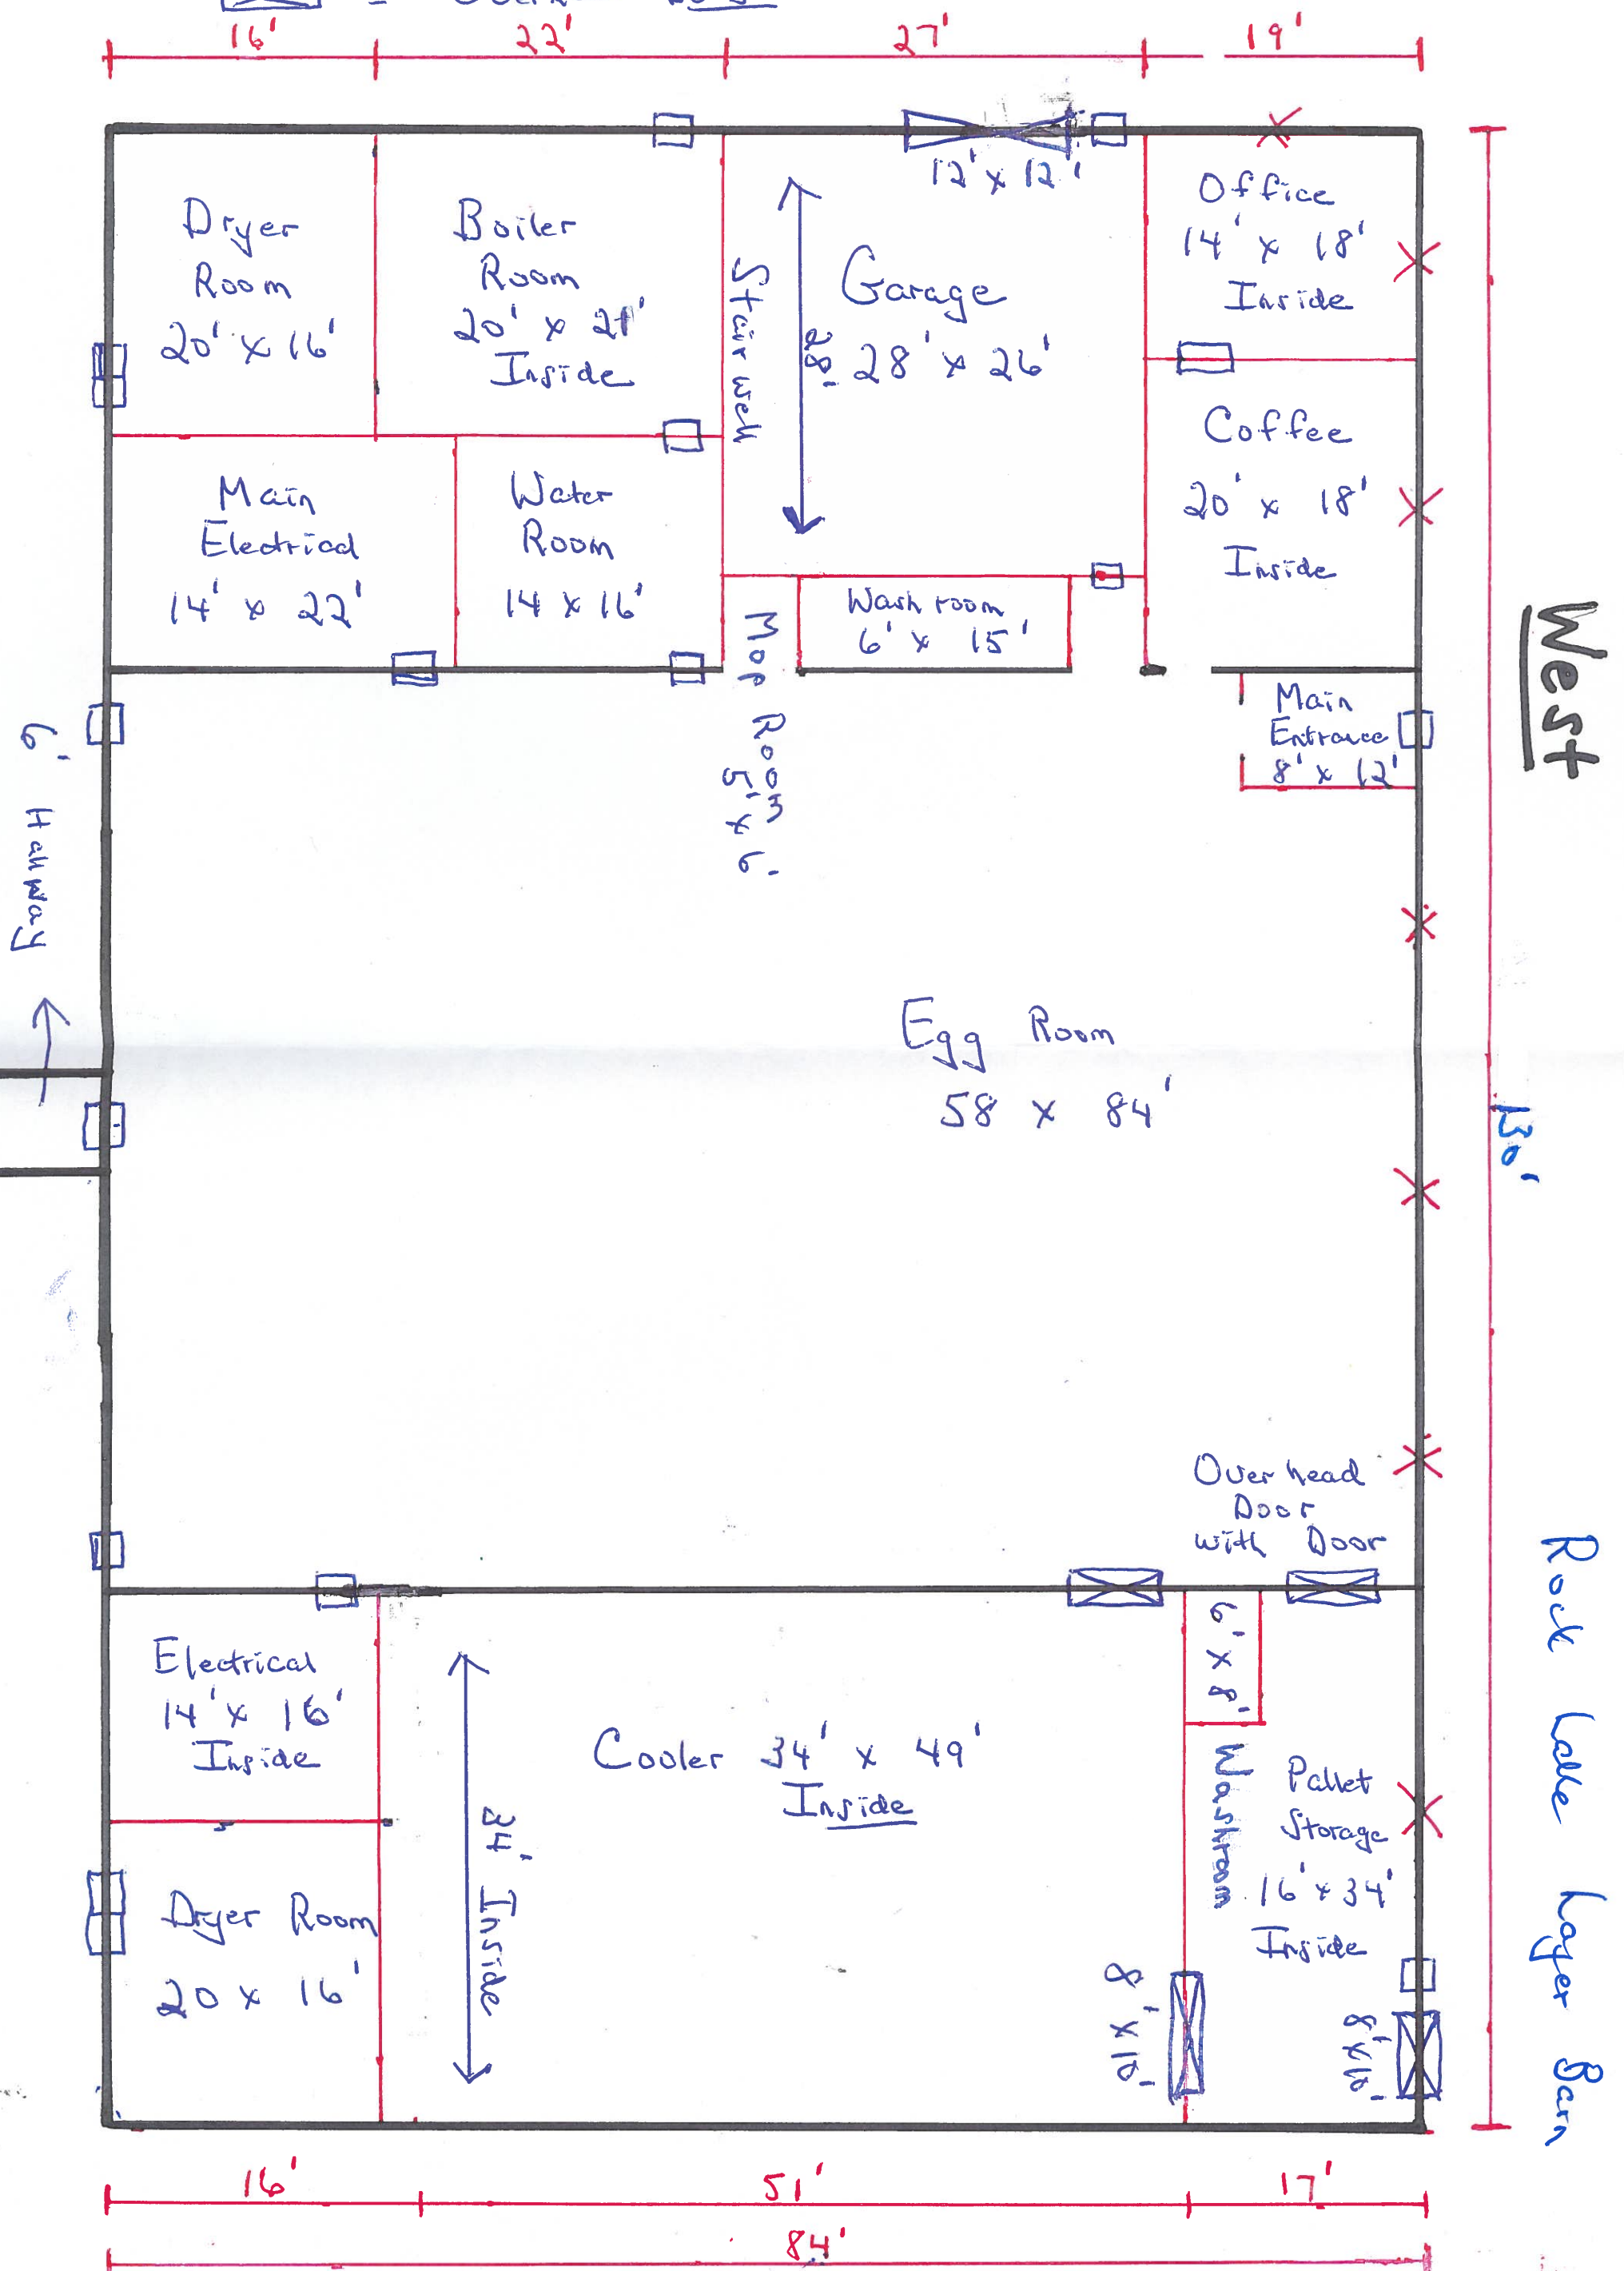 16' 22' 27' 19'
12' x 12'
Dryer
Room
20' x 16'
Boiler
Room
20' x 21'
Inside
Stairwell
28'
Garage
28' x 26'
Office
14' x 18'
Inside
Coffee
20' x 18'
Inside
Main
Electrical
14' x 22'
Water
Room
14 x 16'
Wash room
6' x 15'
Mop Room
5' x 6'
Main
Entrance
8' x 12'
West
6' Hallway
Egg Room
58 x 84'
130'
Over head
Door
with Door
Electrical
14' x 16'
Inside
Cooler 34' x 49'
Inside
34' Inside
6' x 8'
Washroom
Pallet
Storage
16' x 34'
Inside
Dryer Room
20 x 16'
8' x 10'
8' x 10'
Rock Lake Layer Barn
16' 51' 17'
84'